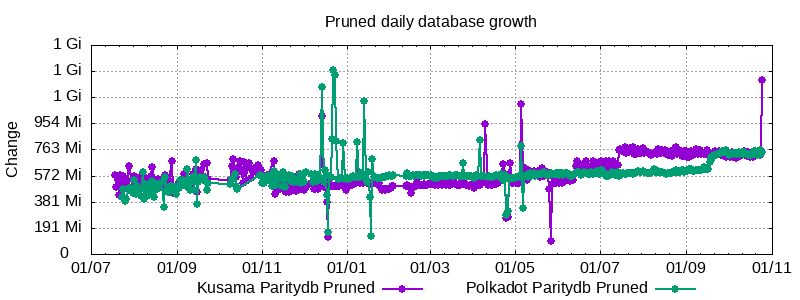 Pruned daily database growth
Change
1 Gi
1 Gi
1 Gi
954 Mi
763 Mi
572 Mi
381 Mi
191 Mi
0
01/07 01/09 01/11 01/01 01/03 01/05 01/07 01/09 01/11
Kusama Paritydb Pruned Polkadot Paritydb Pruned